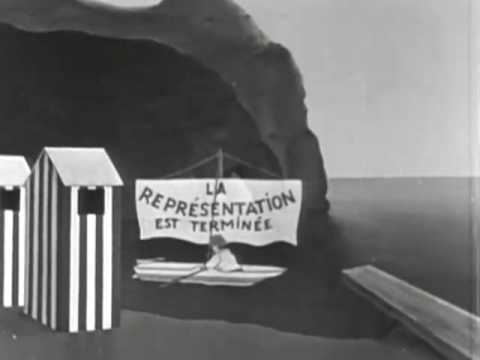 LA
REPRÉSENTATION
EST TERMINÉE